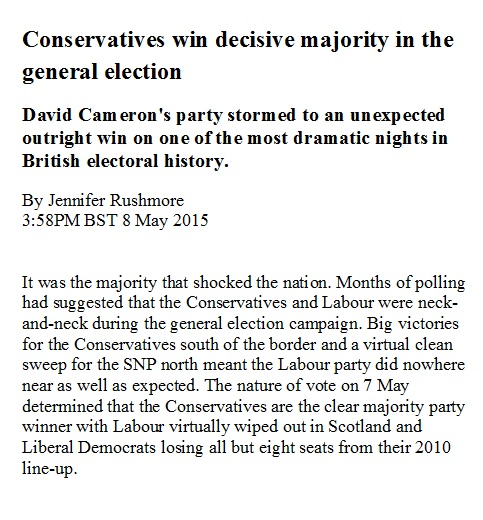 Conservatives win decisive majority in the
general election
David Cameron's party stormed to an unexpected
outright win on one of the most dramatic nights in
British electoral history.
By Jennifer Rushmore
3:58PM BST 8 May 2015
It was the majority that shocked the nation. Months of polling
had suggested that the Conservatives and Labour were neck-
and-neck during the general election campaign. Big victories
for the Conservatives south of the border and a virtual clean
sweep for the SNP north meant the Labour party did nowhere
near as well as expected. The nature of vote on 7 May
determined that the Conservatives are the clear majority party
winner with Labour virtually wiped out in Scotland and
Liberal Democrats losing all but eight seats from their 2010
line-up.